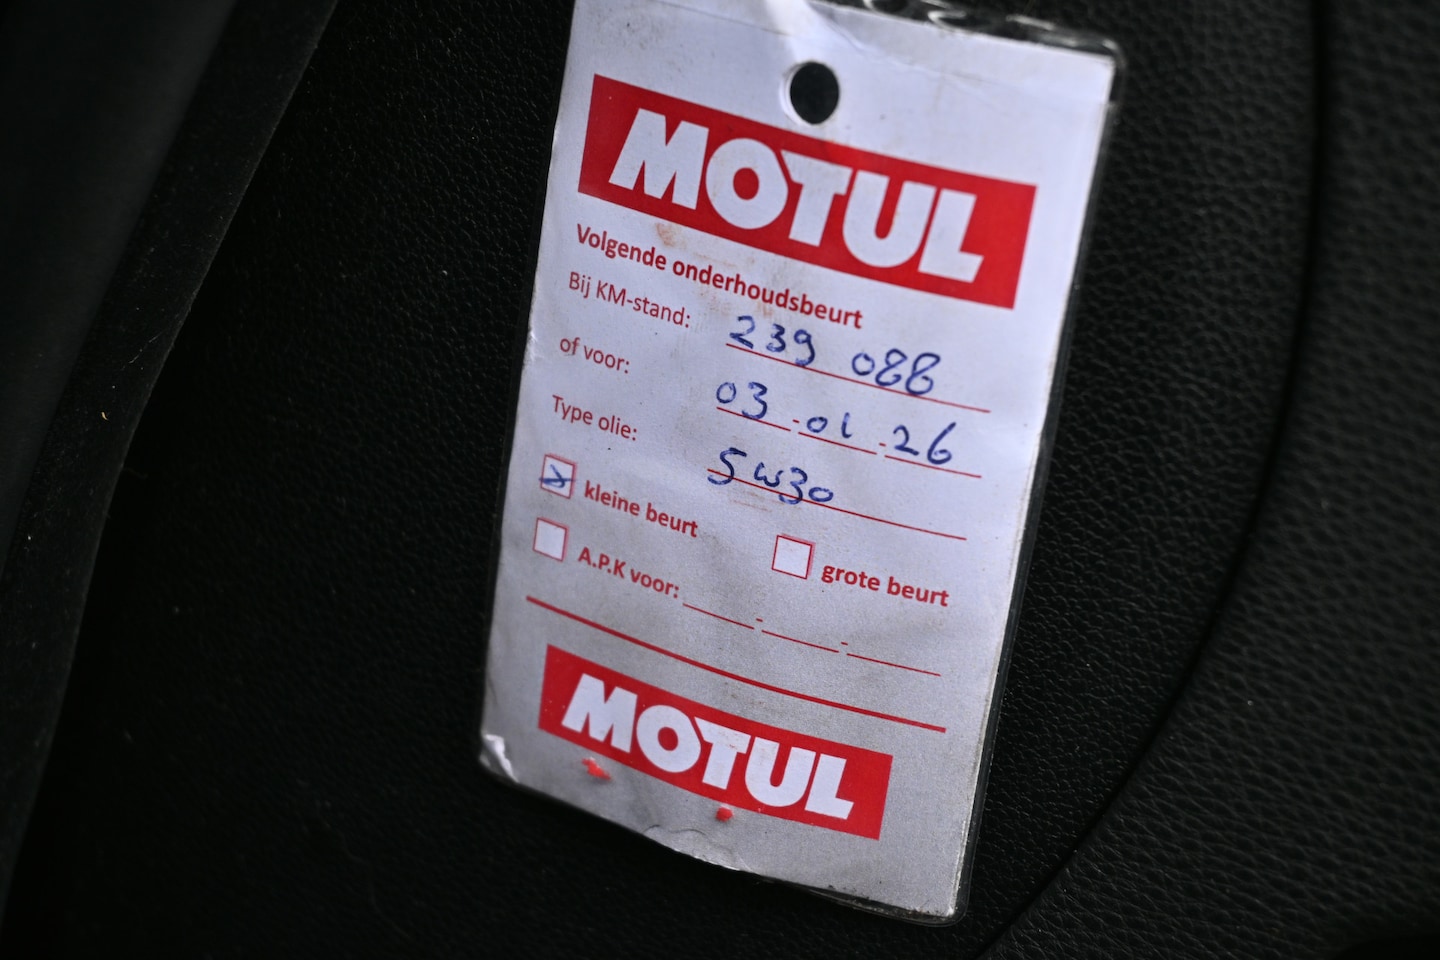 MOTUL
Volgende onderhoudsbeurt
Bij KM-stand: 239 088
of voor: 03-01-26
Type olie: 5W30
kleine beurt
grote beurt
A.P.K voor: - -
MOTUL